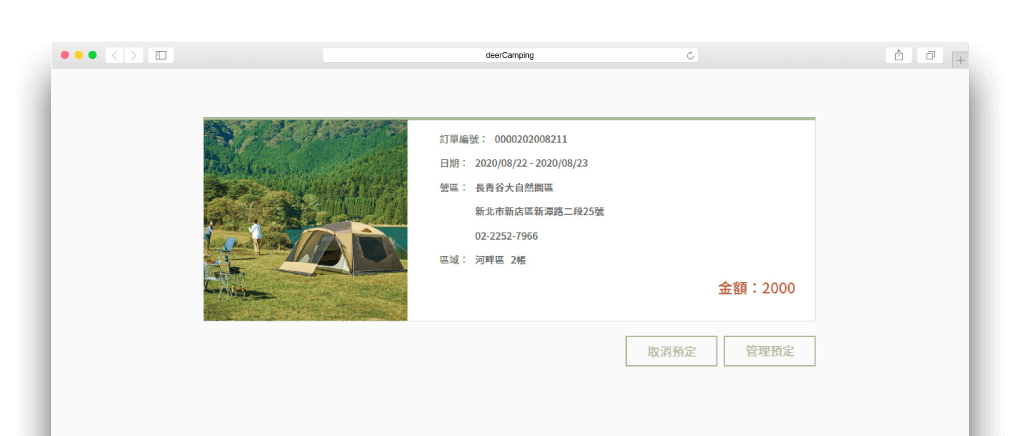 deerCamping
訂單編號： 0000202008211
日期： 2020/08/22 - 2020/08/23
營區： 長青谷大自然園區
新北市新店區新潭路二段25號
02-2252-7966
區域： 河畔區 2帳
金額：2000
取消預定
管理預定